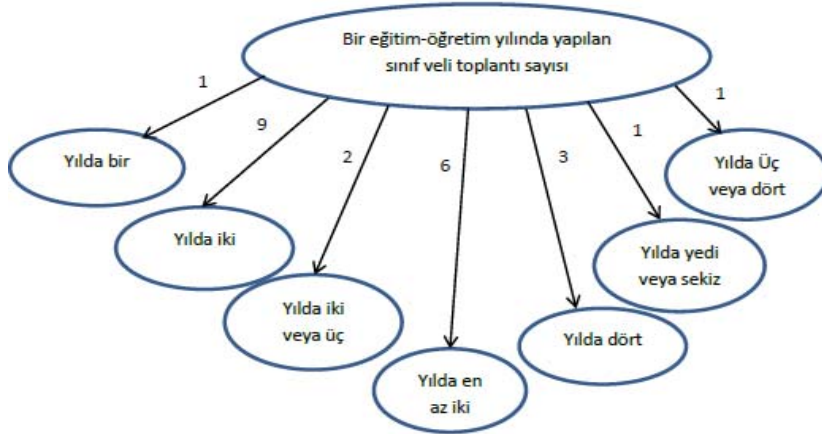 Bir eğitim-öğretim yılında yapılan
sınıf veli toplantı sayısı
1
9
2
6
3
1
1
Yılda bir
Yılda iki
Yılda iki
veya üç
Yılda en
az iki
Yılda dört
Yılda yedi
veya sekiz
Yılda Üç
veya dört